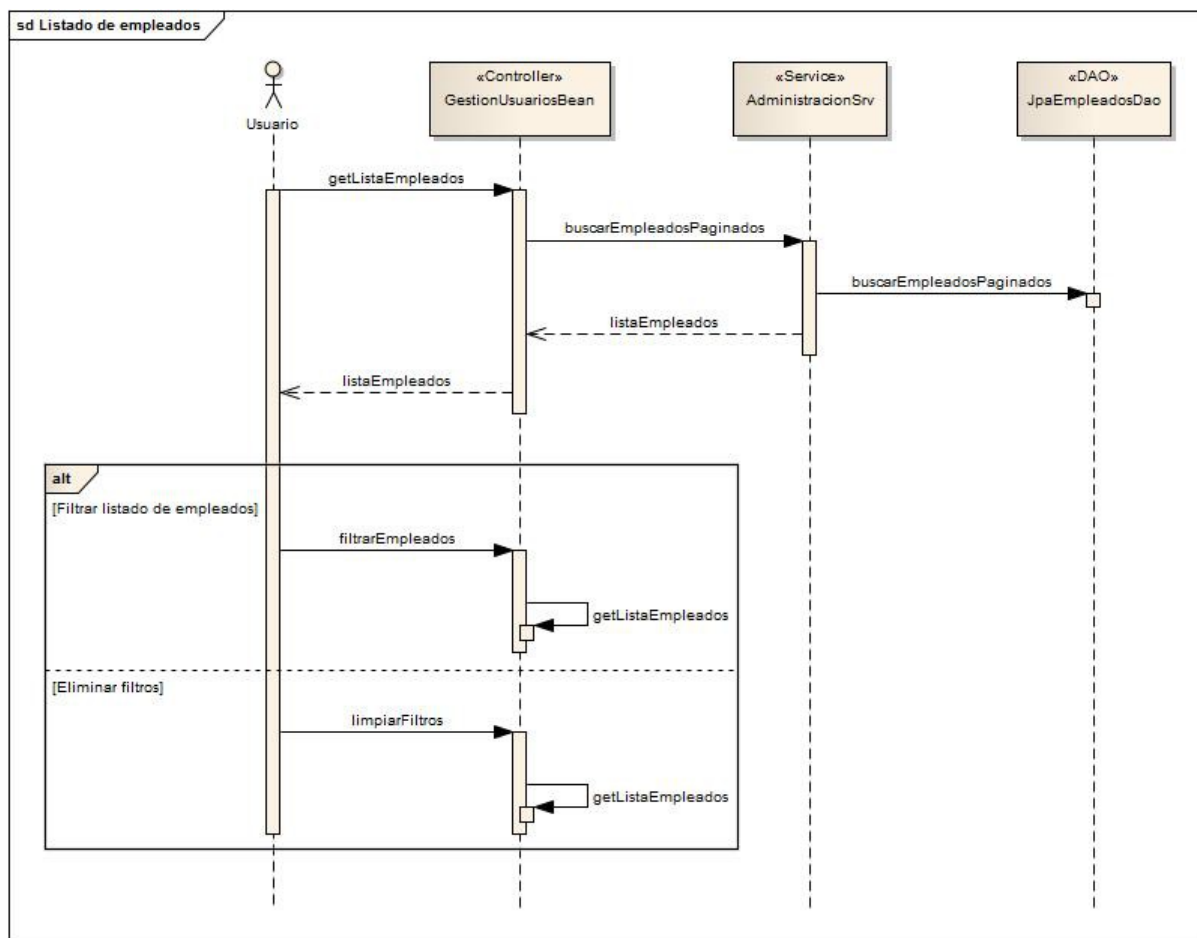 sd Listado de empleados
«Controller»
GestionUsuariosBean
«Service»
AdministracionSrv
«DAO»
JpaEmpleadosDao
Usuario
getListaEmpleados
buscarEmpleadosPaginados
buscarEmpleadosPaginados
listaEmpleados
listaEmpleados
alt
[Filtrar listado de empleados]
filtrarEmpleados
getListaEmpleados
[Eliminar filtros]
limpiarFiltros
getListaEmpleados